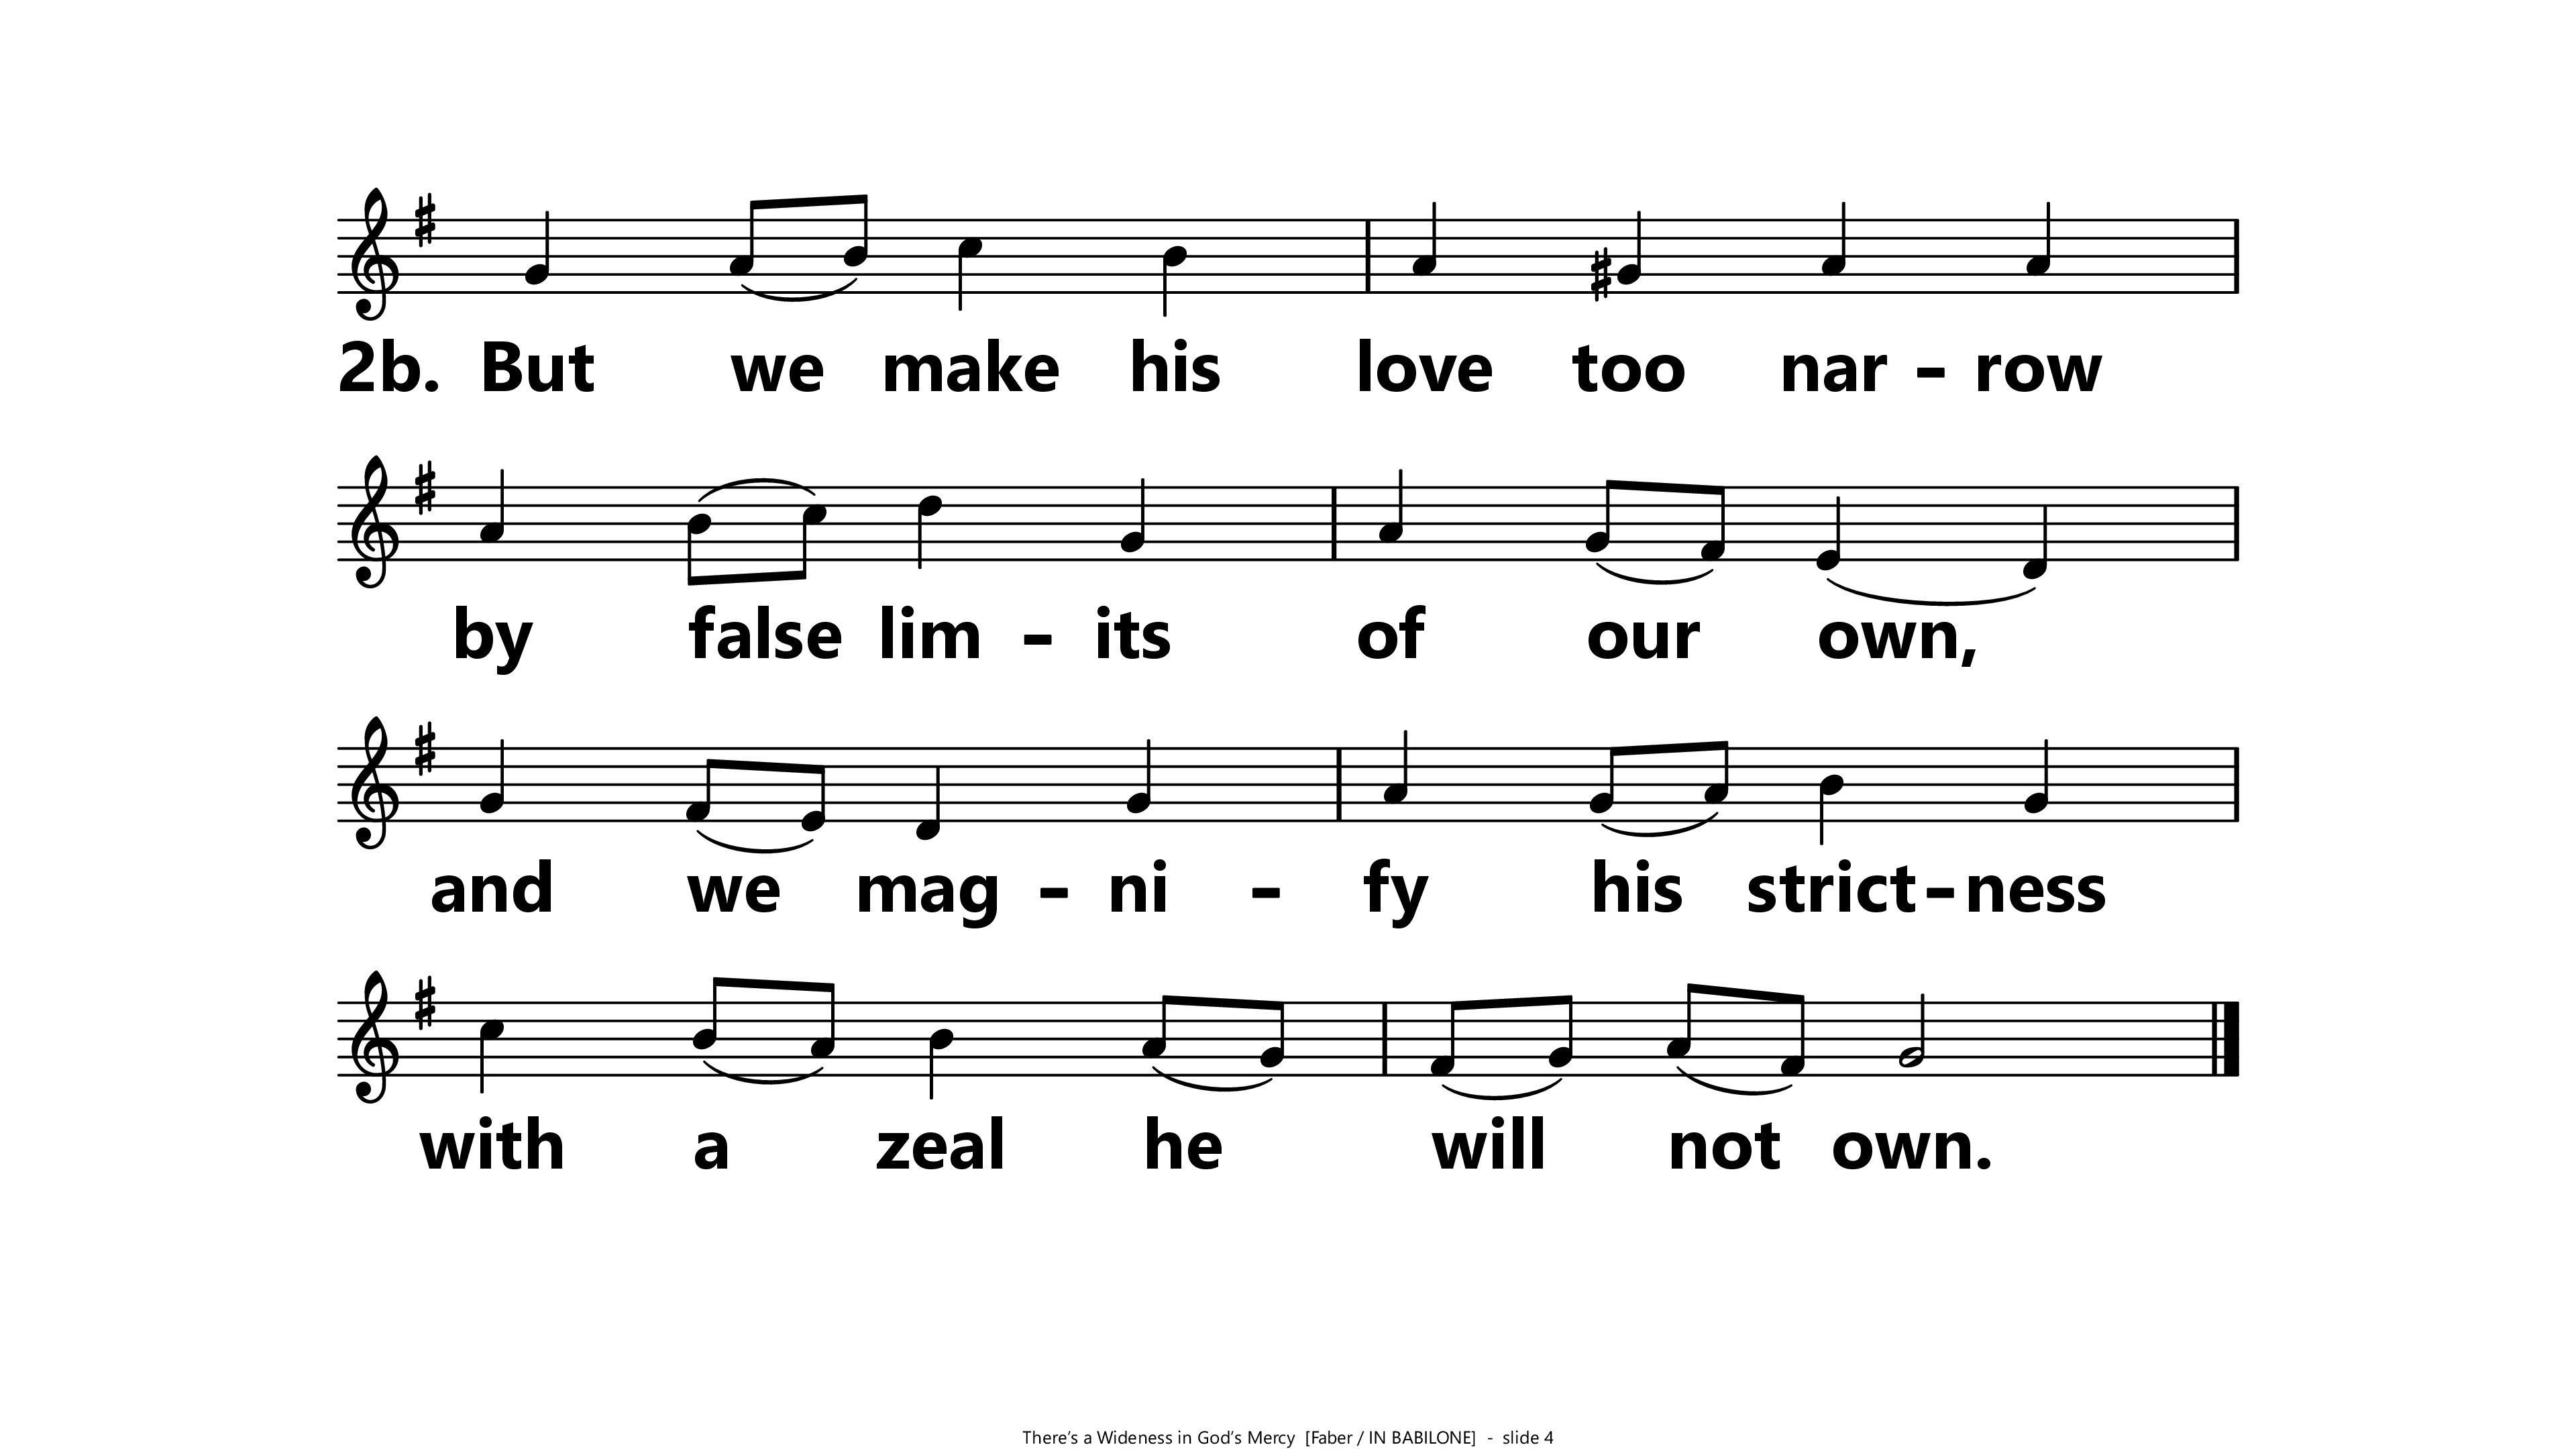 2b. But we make his love too nar - row
by false lim - its of our own,
and we mag - ni - fy his strict - ness
with a zeal he will not own.
There's a Wideness in God's Mercy [Faber / IN BABILONE] - slide 4